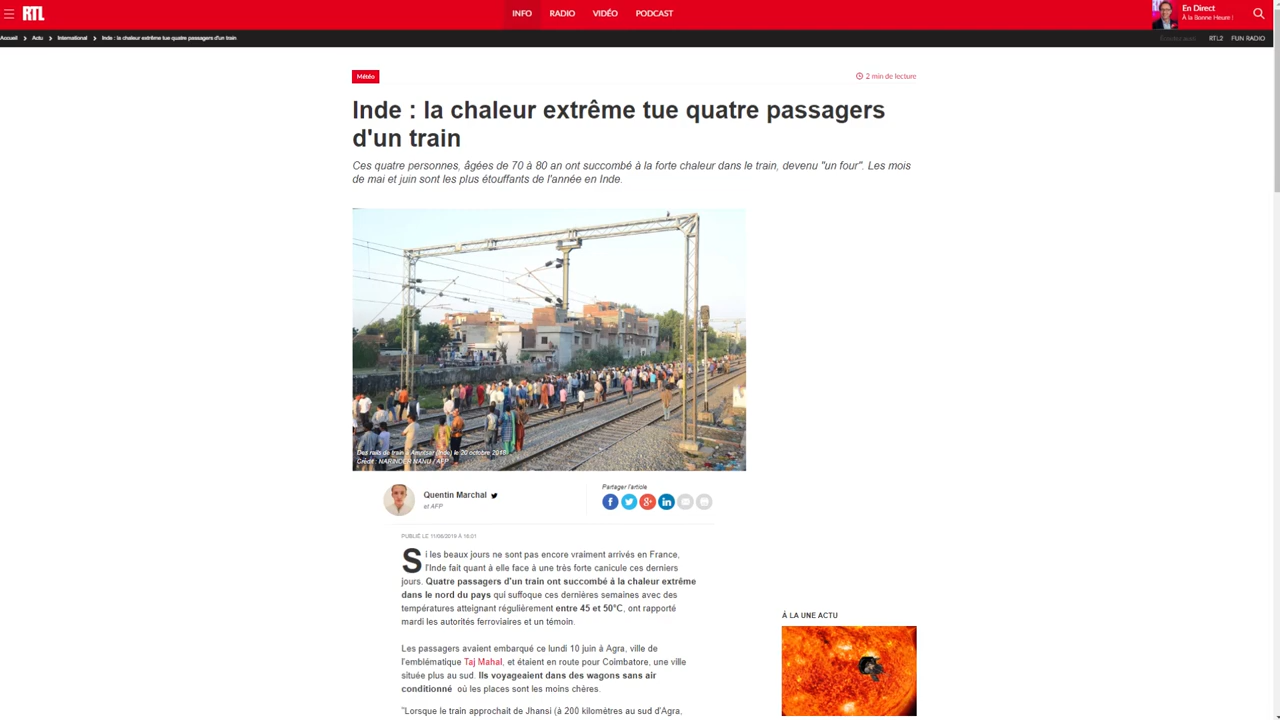 RTL
INFO
RADIO
VIDÉO
PODCAST
En Direct
À la Bonne Heure !
Accueil
Actu
International
Inde : la chaleur extrême tue quatre passagers d'un train
RTL2
FUN RADIO
Météo
2 min de lecture
Inde : la chaleur extrême tue quatre passagers
d'un train
Ces quatre personnes, âgées de 70 à 80 an ont succombé à la forte chaleur dans le train, devenu "un four". Les mois
de mai et juin sont les plus étouffants de l'année en Inde.
Des rails de train à Amritsar (Inde) le 20 octobre 2018
Crédit : NARINDER NANU / AFP
Quentin Marchal
et AFP
Partager l'article
PUBLIÉ LE 11/06/2019 À 16:01
Si les beaux jours ne sont pas encore vraiment arrivés en France,
l'Inde fait quant à elle face à une très forte canicule ces derniers
jours. Quatre passagers d'un train ont succombé à la chaleur extrême
dans le nord du pays qui suffoque ces dernières semaines avec des
températures atteignant régulièrement entre 45 et 50°C, ont rapporté
mardi les autorités ferroviaires et un témoin.
Les passagers avaient embarqué ce lundi 10 juin à Agra, ville de
l'emblématique Taj Mahal, et étaient en route pour Coimbatore, une ville
située plus au sud. Ils voyageaient dans des wagons sans air
conditionné où les places sont les moins chères.
"Lorsque le train approchait de Jhansi (à 200 kilomètres au sud d'Agra,
À LA UNE ACTU